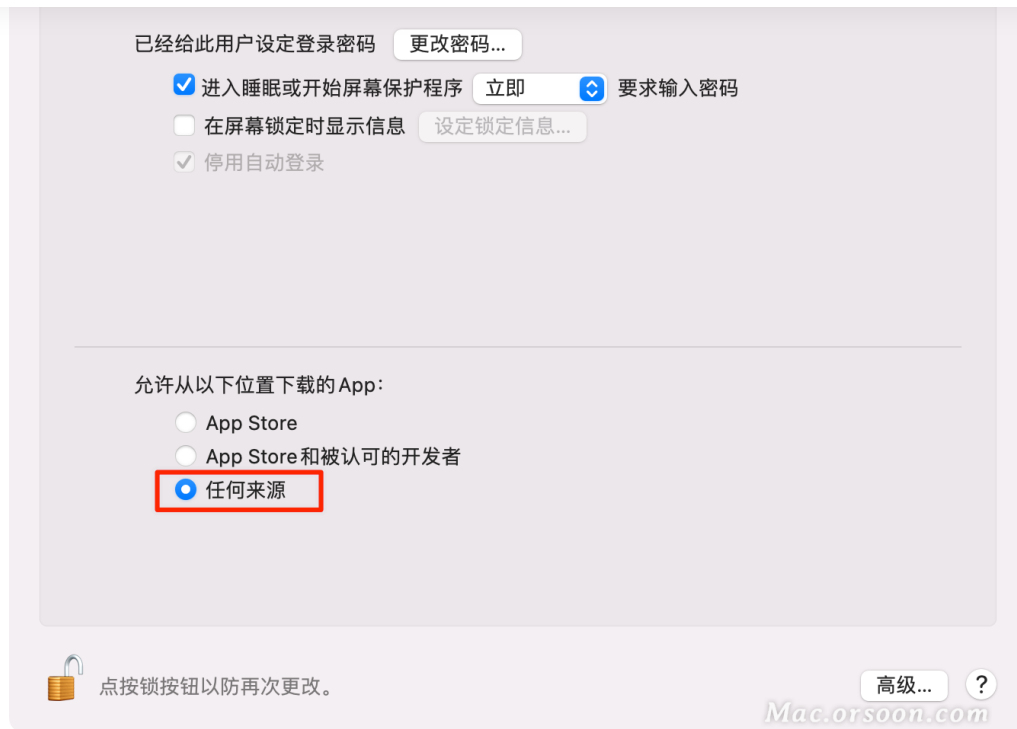 已经给此用户设定登录密码 更改密码...
进入睡眠或开始屏幕保护程序 立即 要求输入密码
在屏幕锁定时显示信息 设定锁定信息...
停用自动登录
允许从以下位置下载的App:
App Store
App Store和被认可的开发者
任何来源
点按锁按钮以防再次更改。 高级... ?
Mac.orsoon.com